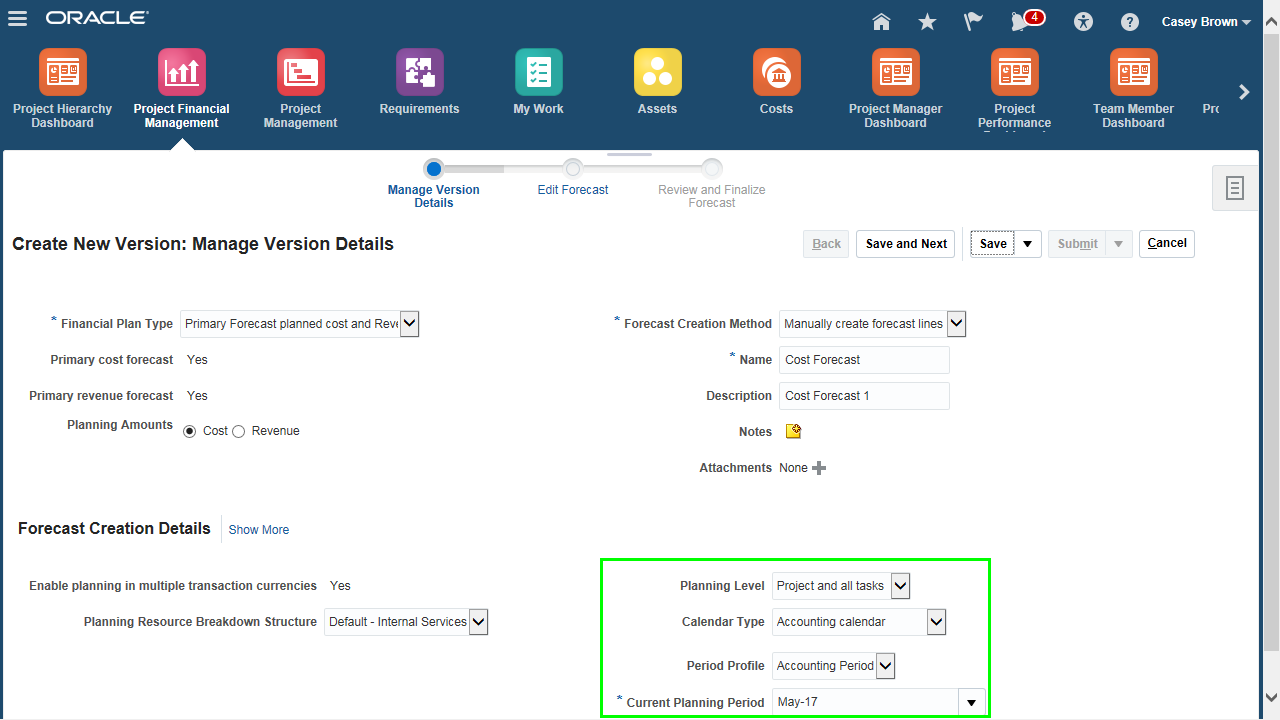 ORACLE®
4
Casey Brown
Project Hierarchy
Dashboard
Project Financial
Management
Project
Management
Requirements
My Work
Assets
Costs
Project Manager
Dashboard
Project
Performance
Team Member
Dashboard
Pro
Manage Version
Details
Edit Forecast
Review and Finalize
Forecast
Create New Version: Manage Version Details
Back
Save and Next
Save
Submit
Cancel
* Financial Plan Type Primary Forecast planned cost and Reve
Primary cost forecast Yes
Primary revenue forecast Yes
Planning Amounts Cost Revenue
* Forecast Creation Method Manually create forecast lines
* Name Cost Forecast
Description Cost Forecast 1
Notes
Attachments None
Forecast Creation Details Show More
Enable planning in multiple transaction currencies Yes
Planning Resource Breakdown Structure Default - Internal Services
Planning Level Project and all tasks
Calendar Type Accounting calendar
Period Profile Accounting Period
* Current Planning Period May-17